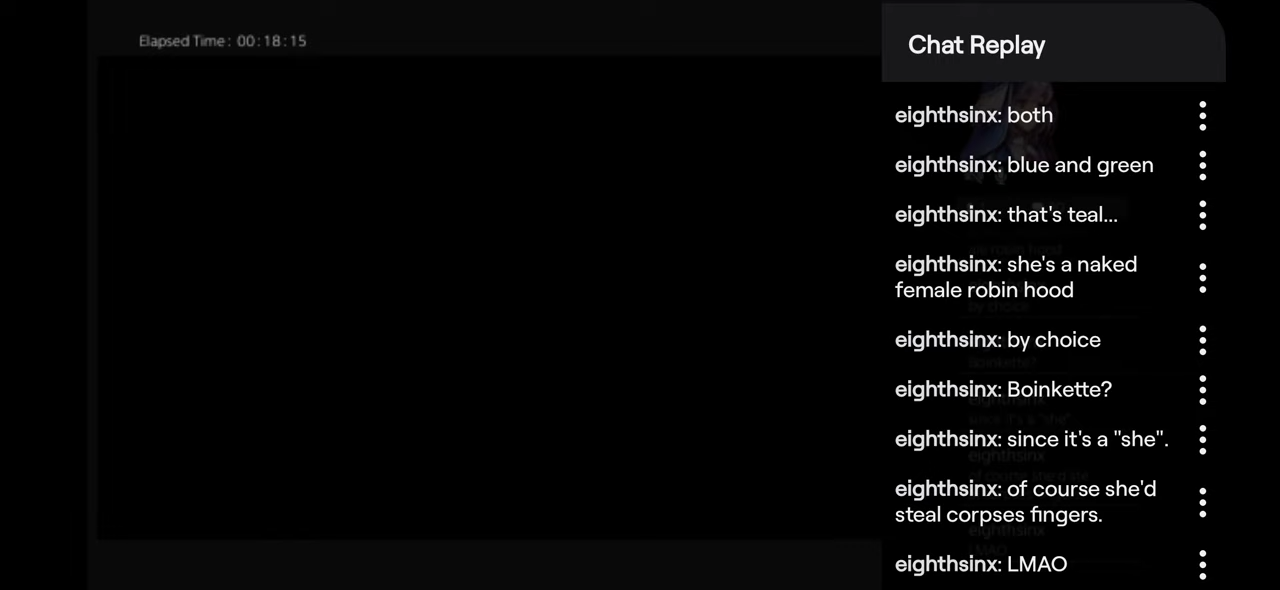 Elapsed Time: 00:18:15
Chat Replay
eighthsinx: both
eighthsinx: blue and green
eighthsinx: that's teal...
eighthsinx: she's a naked
female robin hood
eighthsinx: by choice
eighthsinx: Boinkette?
eighthsinx: since it's a "she".
eighthsinx: of course she'd
steal corpses fingers.
eighthsinx: LMAO